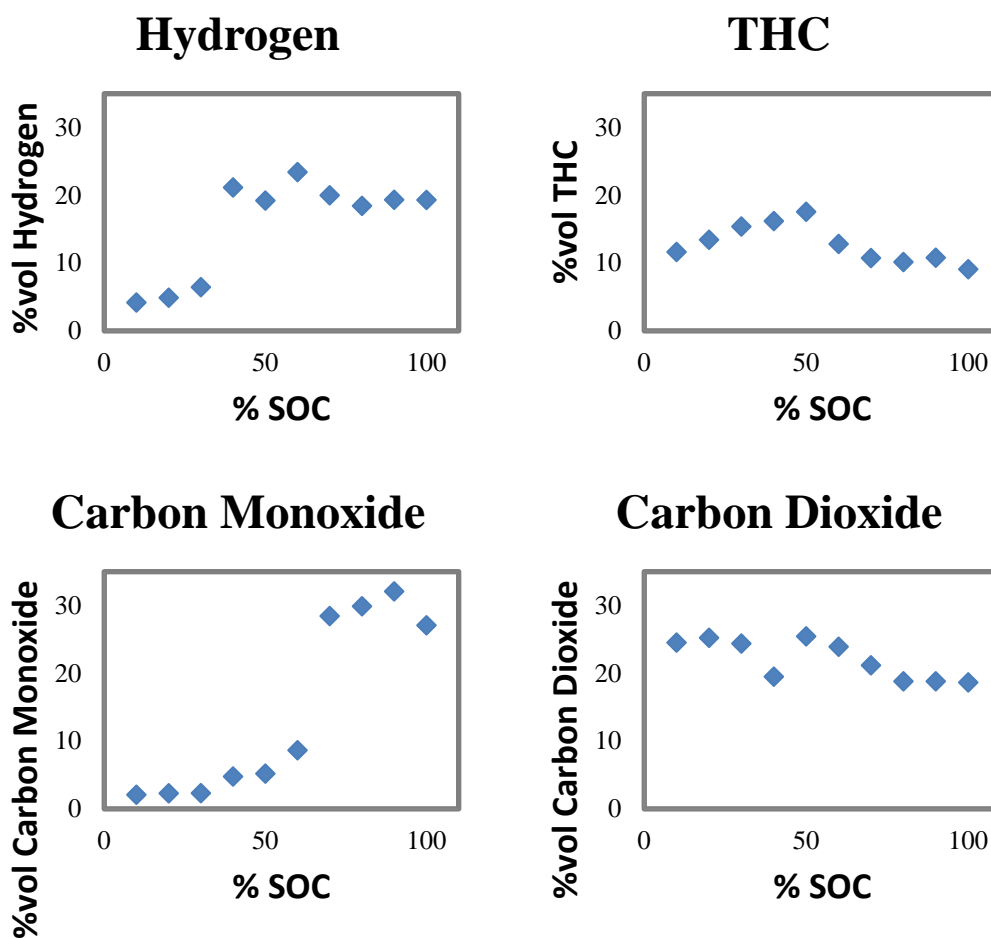 Hydrogen
%vol Hydrogen
30
20
10
0
0 50 100
% SOC
THC
%vol THC
30
20
10
0
0 50 100
% SOC
Carbon Monoxide
%vol Carbon Monoxide
30
20
10
0
0 50 100
% SOC
Carbon Dioxide
%vol Carbon Dioxide
30
20
10
0
0 50 100
% SOC